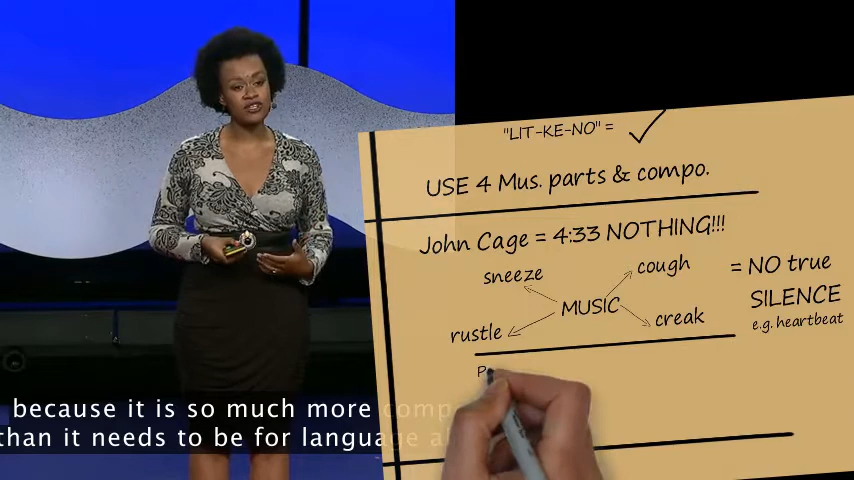 "LIT-KE-NO" =
USE 4 Mus. parts & compo.
John Cage = 4:33 NOTHING!!!
sneeze
cough
MUSIC
rustle
creak
= NO true
SILENCE
e.g. heartbeat
P
because it is so much more comp
than it needs to be for language a